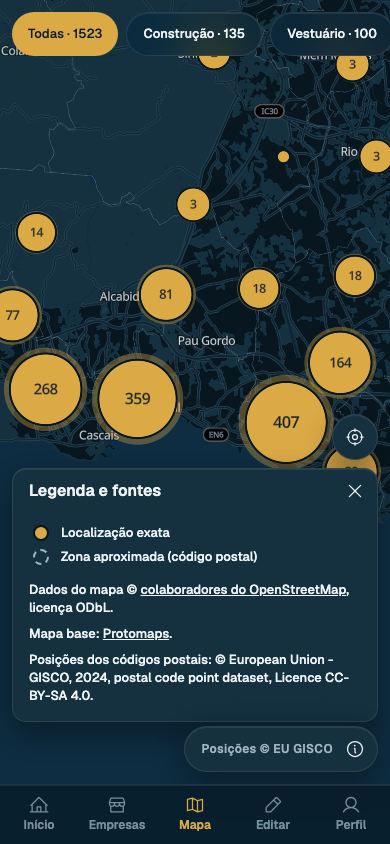 Todas · 1523
Construção · 135
Vestuário · 100
3
IC30
Rio
3
3
14
Alcabid
81
18
18
77
Pau Gordo
164
268
359
407
Cascais
EN6
Legenda e fontes
Localização exata
Zona aproximada (código postal)
Dados do mapa © colaboradores do OpenStreetMap,
licença ODbL.
Mapa base: Protomaps.
Posições dos códigos postais: © European Union -
GISCO, 2024, postal code point dataset, Licence CC-
BY-SA 4.0.
Posições © EU GISCO
Início
Empresas
Mapa
Editar
Perfil